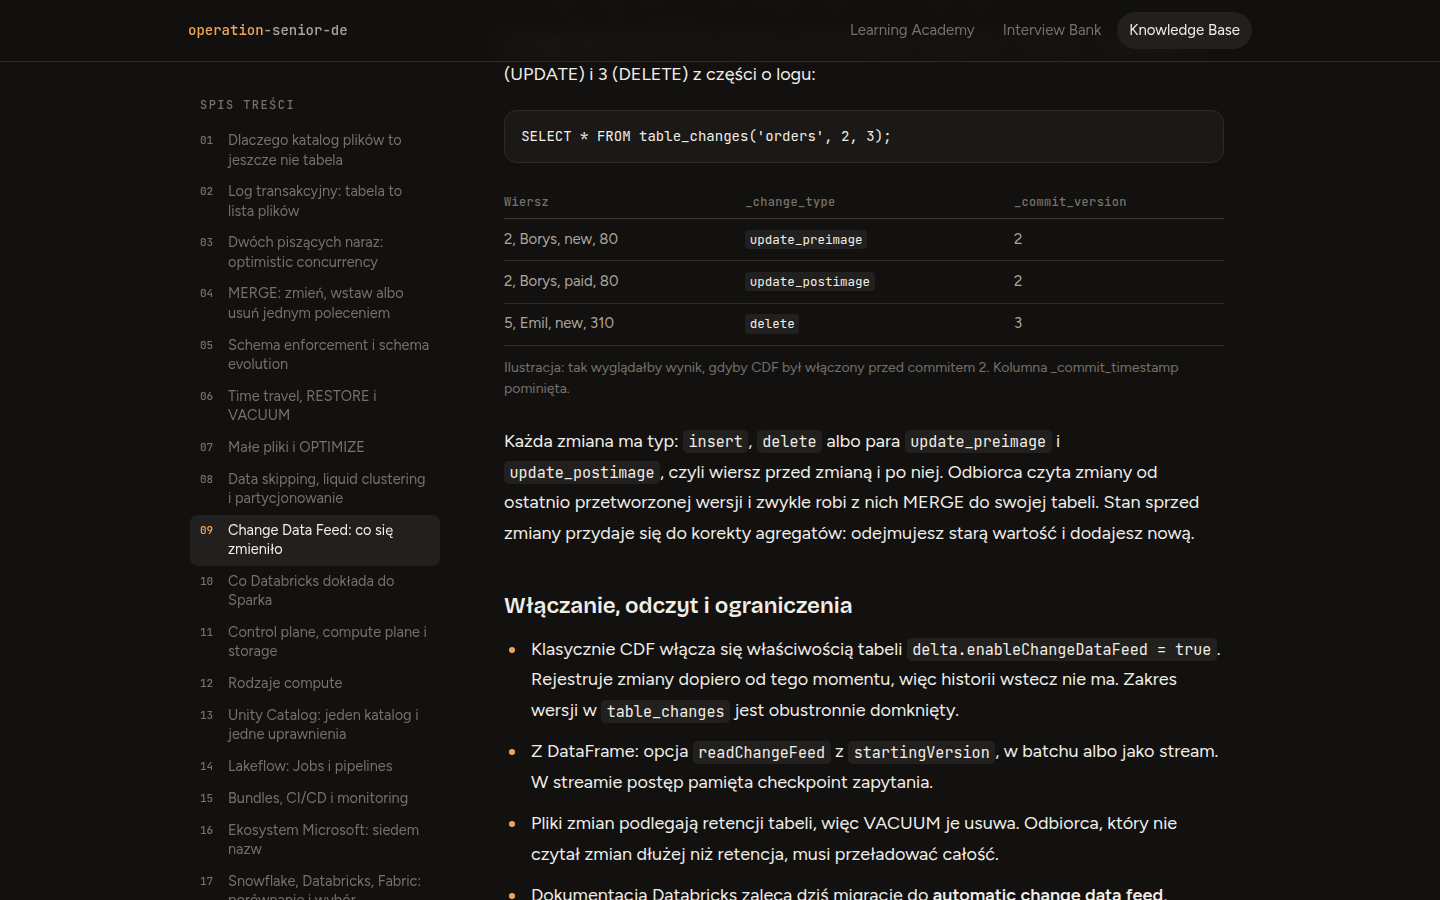 operation-senior-de
Learning Academy
Interview Bank
Knowledge Base
SPIS TREŚCI
01 Dlaczego katalog plików to
jeszcze nie tabela
02 Log transakcyjny: tabela to
lista plików
03 Dwóch piszących naraz:
optimistic concurrency
04 MERGE: zmień, wstaw albo
usuń jednym poleceniem
05 Schema enforcement i schema
evolution
06 Time travel, RESTORE i
VACUUM
07 Małe pliki i OPTIMIZE
08 Data skipping, liquid clustering
i partycjonowanie
09 Change Data Feed: co się
zmieniło
10 Co Databricks dokłada do
Sparka
11 Control plane, compute plane i
storage
12 Rodzaje compute
13 Unity Catalog: jeden katalog i
jedne uprawnienia
14 Lakeflow: Jobs i pipelines
15 Bundles, CI/CD i monitoring
16 Ekosystem Microsoft: siedem
nazw
17 Snowflake, Databricks, Fabric:
porównanie i wybór
(UPDATE) i 3 (DELETE) z części o logu:
SELECT * FROM table_changes('orders', 2, 3);
Wiersz _change_type _commit_version
2, Borys, new, 80 update_preimage 2
2, Borys, paid, 80 update_postimage 2
5, Emil, new, 310 delete 3
Ilustracja: tak wyglądałby wynik, gdyby CDF był włączony przed commitem 2. Kolumna _commit_timestamp
pominięta.
Każda zmiana ma typ: insert, delete albo para update_preimage i
update_postimage, czyli wiersz przed zmianą i po niej. Odbiorca czyta zmiany od
ostatnio przetworzonej wersji i zwykle robi z nich MERGE do swojej tabeli. Stan sprzed
zmiany przydaje się do korekty agregatów: odejmujesz starą wartość i dodajesz nową.
Włączanie, odczyt i ograniczenia
Klasycznie CDF włącza się właściwością tabeli delta.enableChangeDataFeed = true.
Rejestruje zmiany dopiero od tego momentu, więc historii wstecz nie ma. Zakres
wersji w table_changes jest obustronnie domknięty.
Z DataFrame: opcja readChangeFeed z startingVersion, w batchu albo jako stream.
W streamie postęp pamięta checkpoint zapytania.
Pliki zmian podlegają retencji tabeli, więc VACUUM je usuwa. Odbiorca, który nie
czytał zmian dłużej niż retencja, musi przeładować całość.
Dokumentacja Databricks zaleca dziś migrację do automatic change data feed.